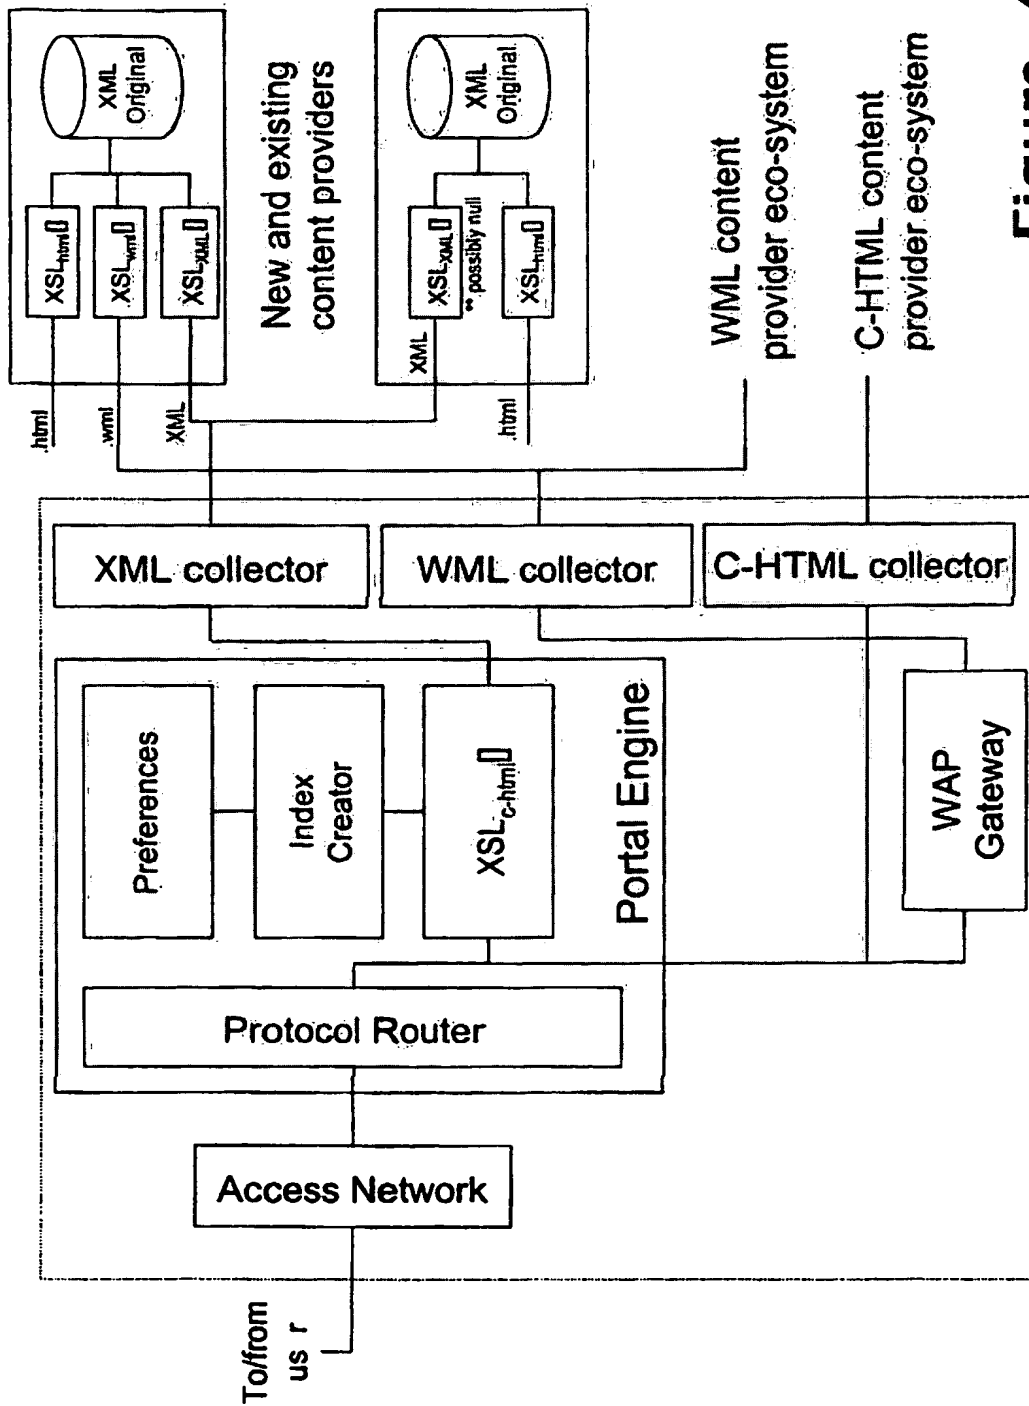 XML
Original
XSLhtml[]
XSLwml[]
XSLXML[]
.html
.wml
XML
New and existing
content providers
XML
Original
XSLXML[]
** possibly null
XSLhtml[]
XML
.html
WML content
provider eco-system
C-HTML content
provider eco-system
XML collector
WML collector
C-HTML collector
Preferences
Index
Creator
XSLc-html[]
Portal Engine
WAP
Gateway
Protocol Router
Access Network
To/from
us r
Figure